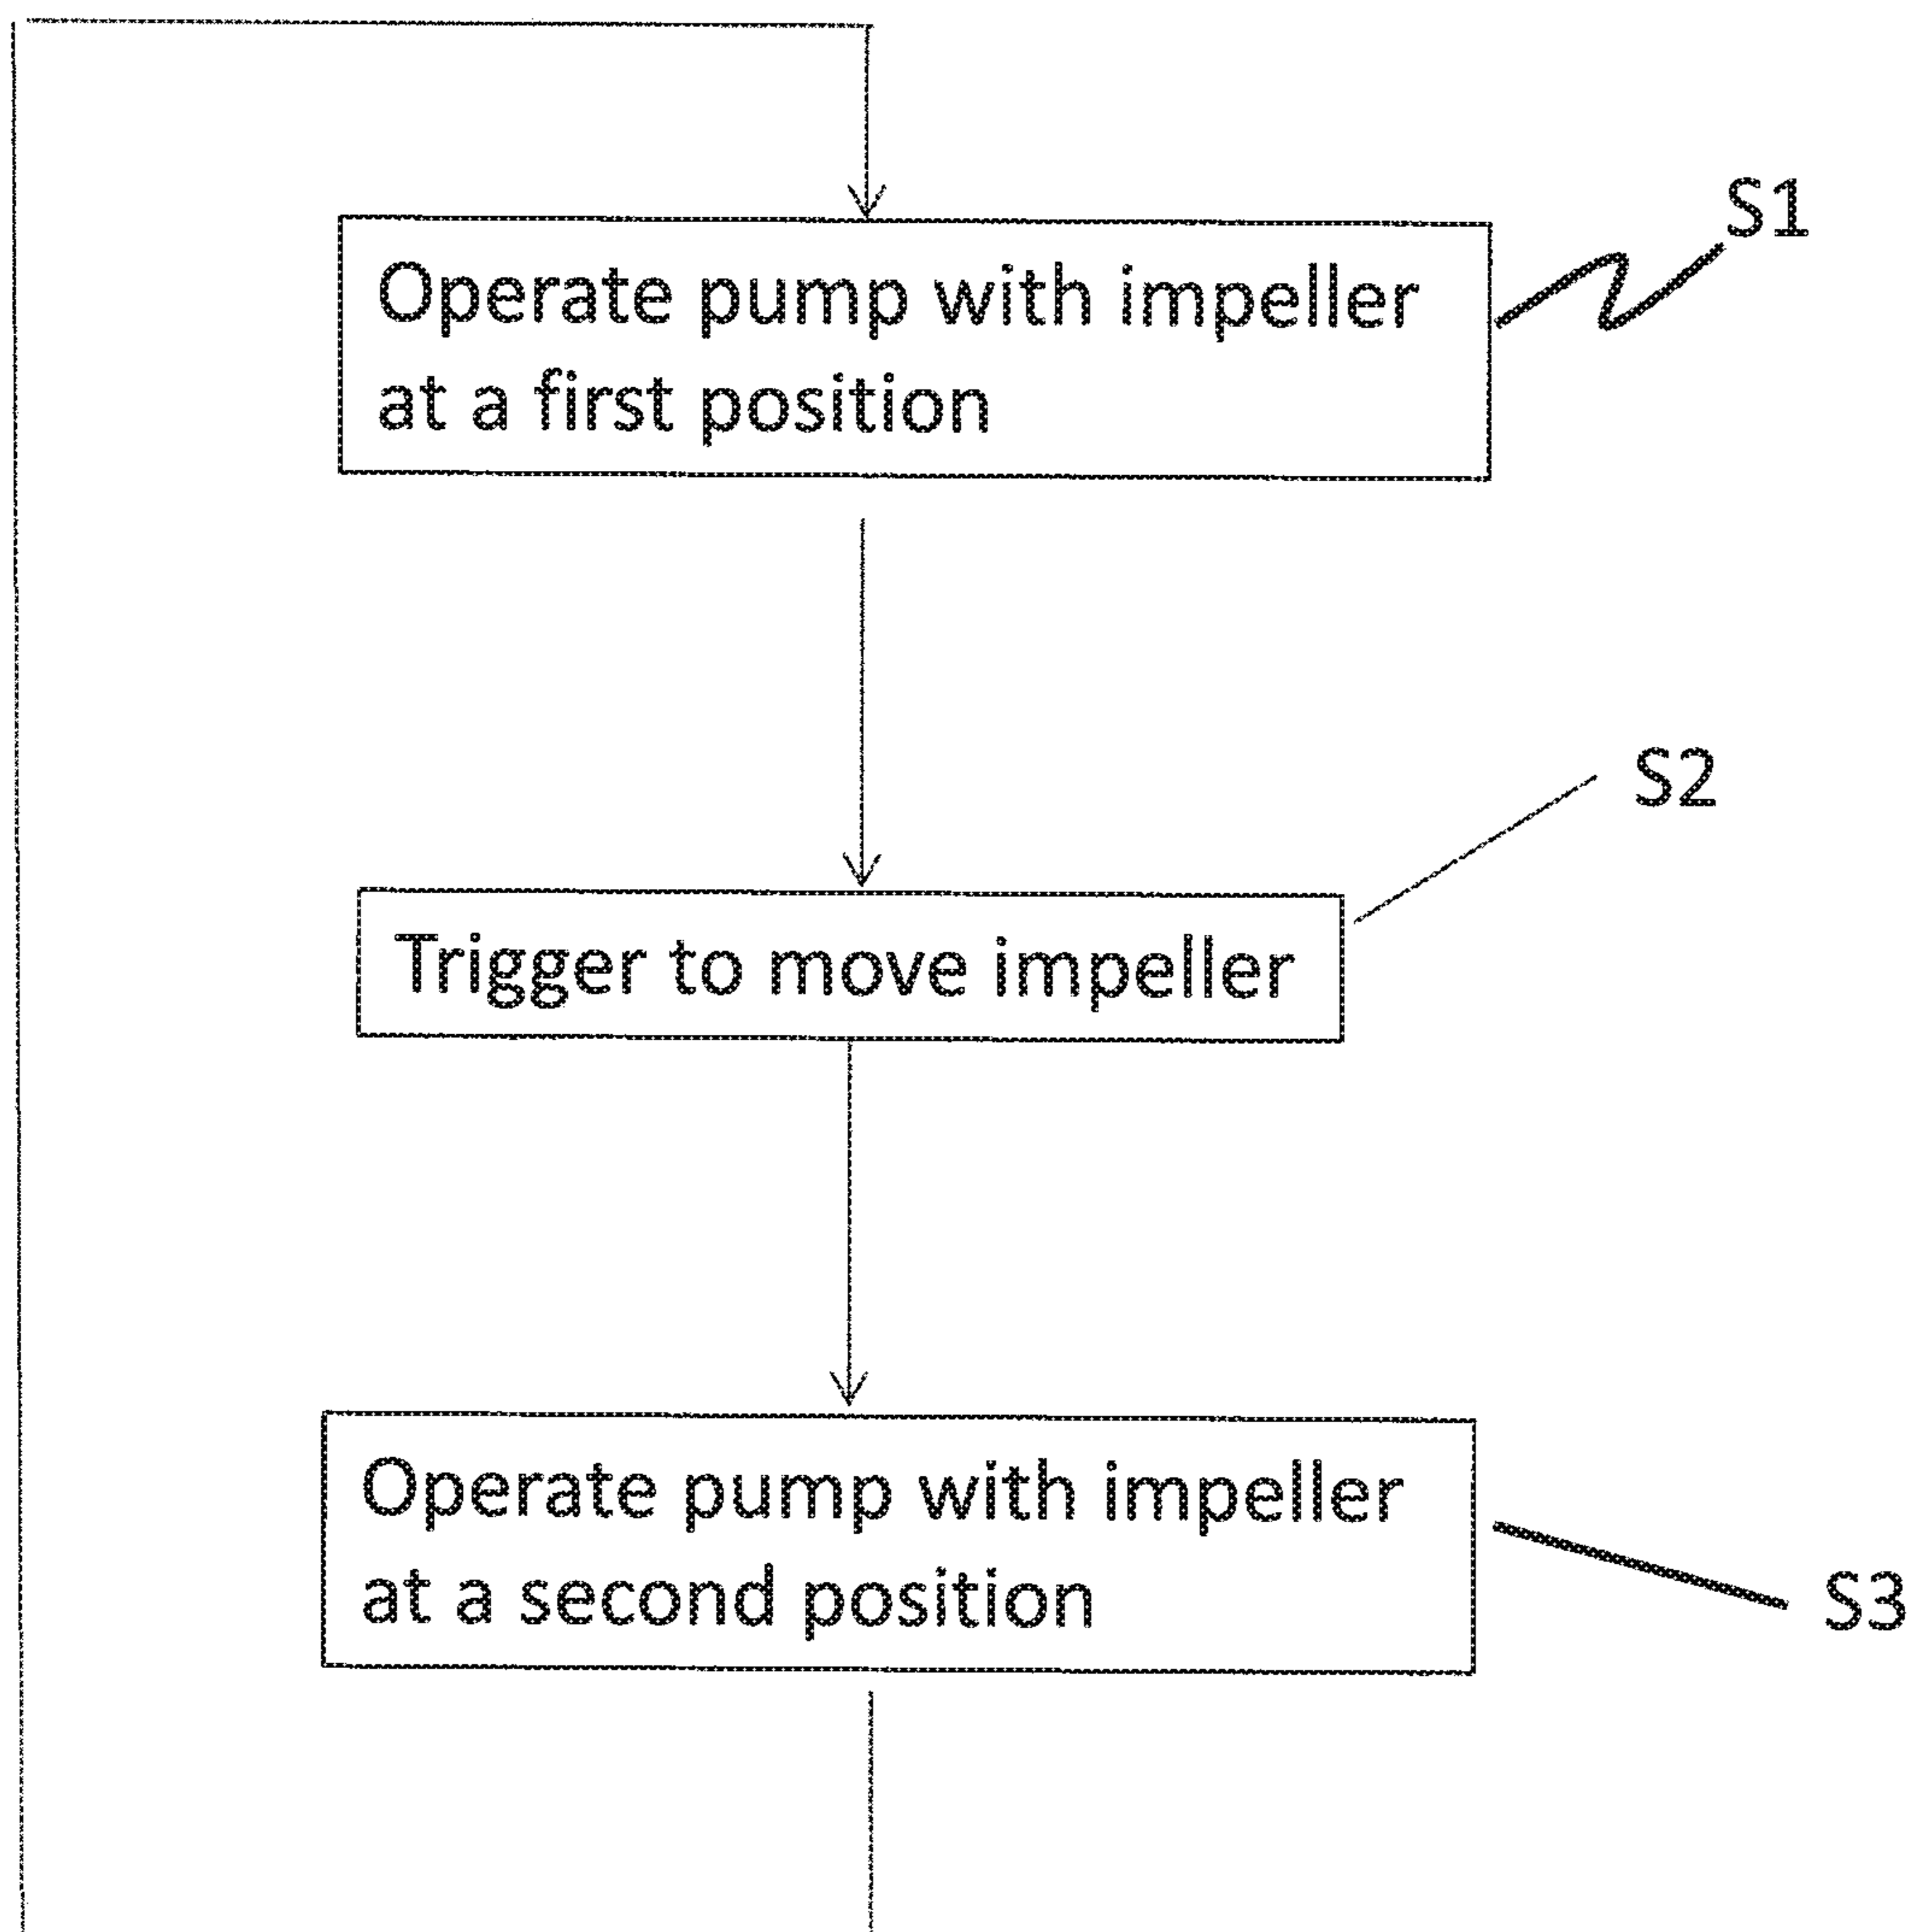 S1
Operate pump with impeller
at a first position
S2
Trigger to move impeller
Operate pump with impeller
at a second position
S3